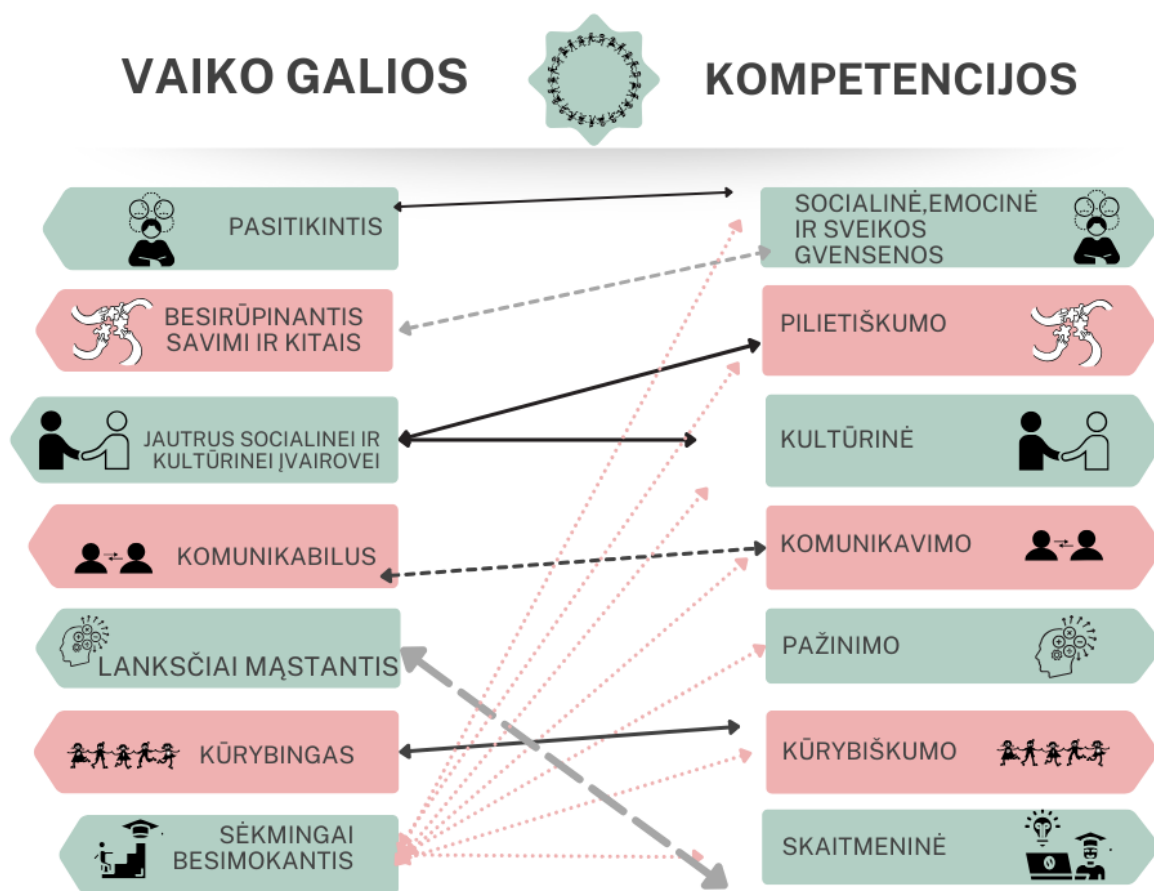 VAIKO GALIOS
KOMPETENCIJOS
PASITIKINTIS
SOCIALINĖ,EMOCINĖ
IR SVEIKOS
GVENSENOS
BESIRŪPINANTIS
SAVIMI IR KITAIS
PILIETIŠKUMO
JAUTRUS SOCIALINEI IR
KULTŪRINEI ĮVAIROVEI
KULTŪRINĖ
KOMUNIKABILUS
KOMUNIKAVIMO
LANKSČIAI MĄSTANTIS
PAŽINIMO
KŪRYBINGAS
KŪRYBIŠKUMO
SĖKMINGAI
BESIMOKANTIS
SKAITMENINĖ